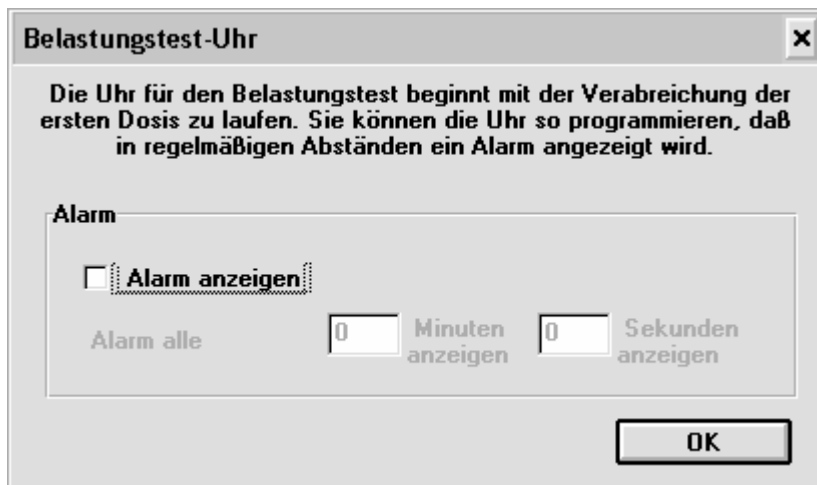 Belastungstest-Uhr
Die Uhr für den Belastungstest beginnt mit der Verabreichung der
ersten Dosis zu laufen. Sie können die Uhr so programmieren, daß
in regelmäßigen Abständen ein Alarm angezeigt wird.
Alarm
Alarm anzeigen
Alarm alle 0 Minuten anzeigen 0 Sekunden anzeigen
OK